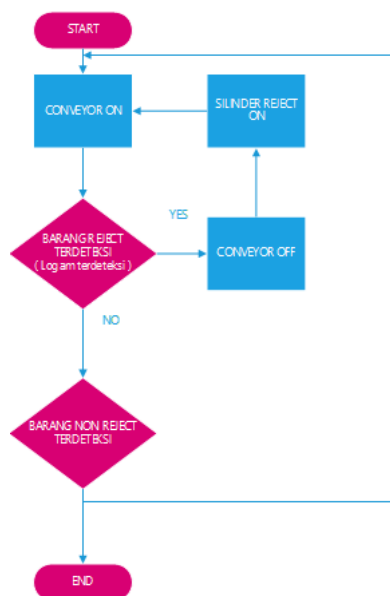 START
CONVEYOR ON
SILINDER REJECT
ON
BARANG REJECT
TERDETEKSI
( Logam terdeteksi )
YES
CONVEYOR OFF
NO
BARANG NON REJECT
TERDETEKSI
END